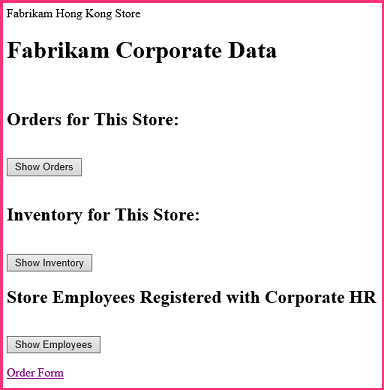 Fabrikam Hong Kong Store
Fabrikam Corporate Data
Orders for This Store:
Show Orders
Inventory for This Store:
Show Inventory
Store Employees Registered with Corporate HR
Show Employees
Order Form